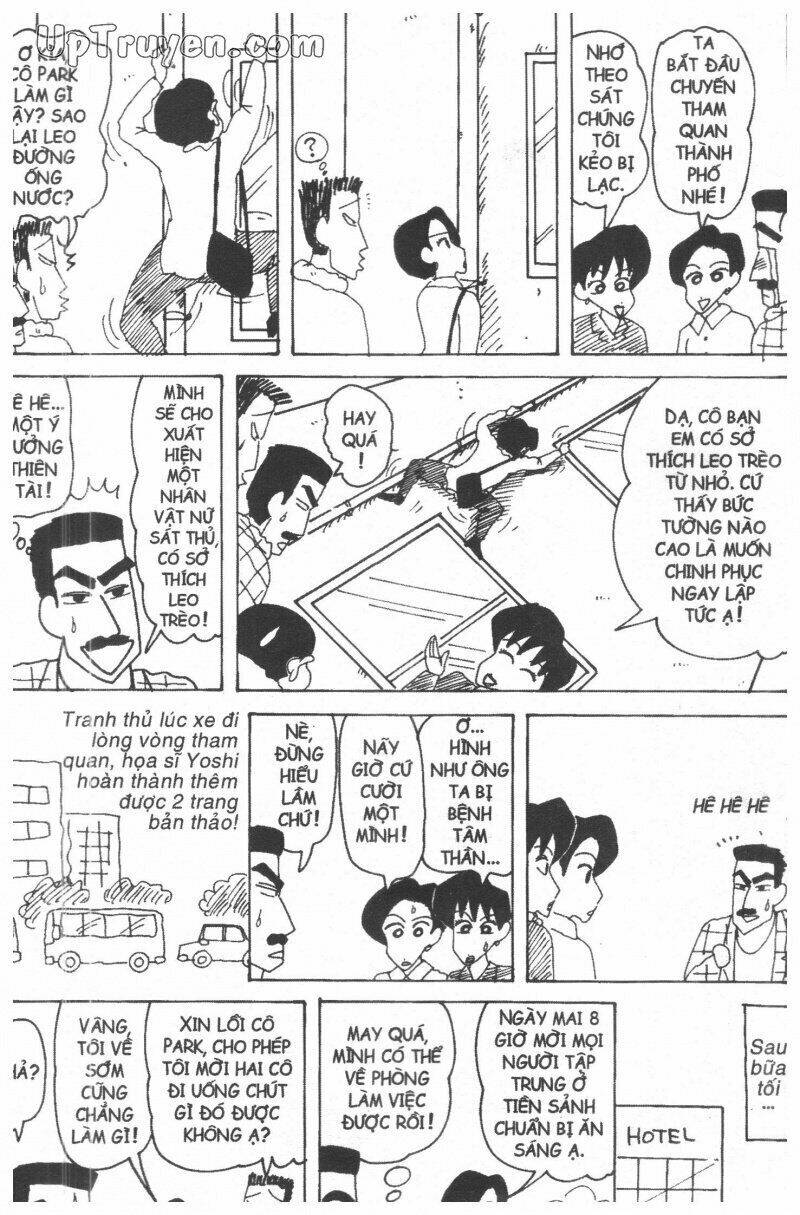 UpTruyen.com
TA
BẮT ĐẦU
CHUYẾN
THAM
QUAN
THÀNH
PHỐ
NHÉ!
NHỚ
THEO
SÁT
CHÚNG
TÔI
KẺO BỊ
LẠC.
?
CÔ PARK
LÀM GÌ
ẬY? SAO
LẠI LEO
ĐƯỜNG
ỐNG
NƯỚC?
DẠ, CÔ BẠN
EM CÓ SỞ
THÍCH LEO TRÈO
TỪ NHỎ. CỨ
THẤY BỨC
TƯỜNG NÀO
CAO LÀ MUỐN
CHINH PHỤC
NGAY LẬP
TỨC Ạ!
HAY
QUÁ
!
MÌNH
SẼ CHO
XUẤT
HIỆN
MỘT
NHÂN
VẬT NỮ
SÁT THỦ,
CÓ SỞ
THÍCH
LEO
TRÈO!
Ê HÊ...
MỘT Ý
ƯỞNG
THIÊN
TÀI!
HÊ HÊ HÊ
Ơ...
HÌNH
NHƯ ÔNG
TA BỊ
BỆNH
TÂM
THẦN...
NÃY
GIỜ CỨ
CƯỜI
MỘT
MÌNH!
NÈ,
ĐỪNG
HIỂU
LẦM
CHỨ!
Tranh thủ lúc xe đi
lòng vòng tham
quan, họa sĩ Yoshi
hoàn thành thêm
được 2 trang
bản thảo!
Sau
bữa
tối
...
HOTEL
NGÀY MAI 8
GIỜ MỜI MỌI
NGƯỜI TẬP
TRUNG Ở
TIỀN SẢNH
CHUẨN BỊ ĂN
SÁNG Ạ.
MAY QUÁ,
MÌNH CÓ THỂ
VỀ PHÒNG
LÀM VIỆC
ĐƯỢC RỒI!
XIN LỖI CÔ
PARK, CHO PHÉP
TÔI MỜI HAI CÔ
ĐI UỐNG CHÚT
GÌ ĐÓ ĐƯỢC
KHÔNG Ạ?
VÂNG,
TÔI VỀ
SỚM
CŨNG
CHẲNG
LÀM GÌ!
HẢ?